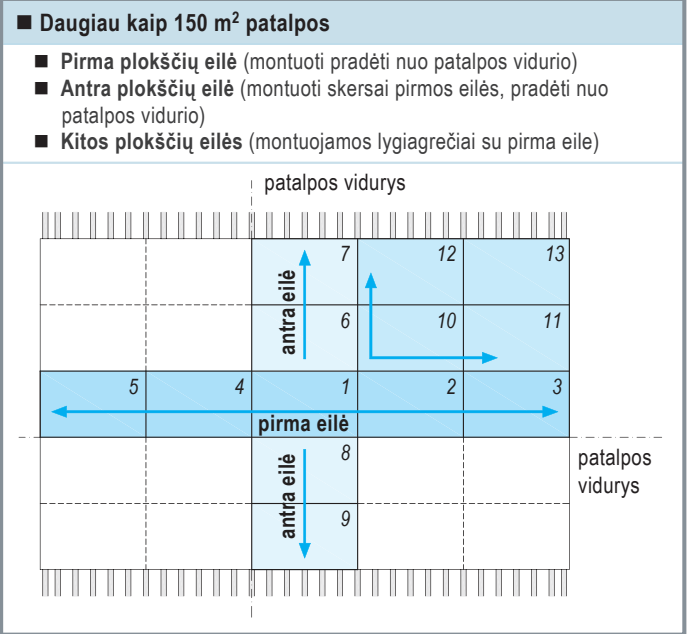 ■ Daugiau kaip 150 m² patalpos
■ Pirma plokščių eilė (montuoti pradėti nuo patalpos vidurio)
■ Antra plokščių eilė (montuoti skersai pirmos eilės, pradėti nuo
patalpos vidurio)
■ Kitos plokščių eilės (montuojamos lygiagrečiai su pirma eile)
patalpos vidurys
7 12 13
antra eilė
6 10 11
5 4 1 2 3
pirma eilė
8
patalpos
vidurys
antra eilė
9